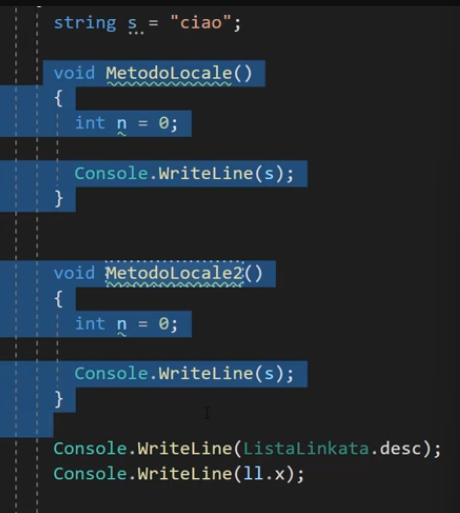 string s = "ciao";
void MetodoLocale()
{
int n = 0;
Console.WriteLine(s);
}
void MetodoLocale2()
{
int n = 0;
Console.WriteLine(s);
}
Console.WriteLine(ListaLinkata.desc);
Console.WriteLine(ll.x);